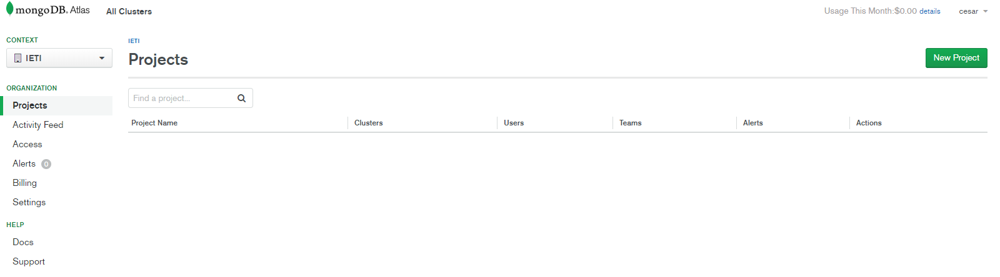 mongoDB. Atlas All Clusters Usage This Month:$0.00 details cesar
CONTEXT
IETI
ORGANIZATION
Projects
Activity Feed
Access
Alerts 0
Billing
Settings
HELP
Docs
Support
IETI
Projects
New Project
Find a project...
Project Name Clusters Users Teams Alerts Actions